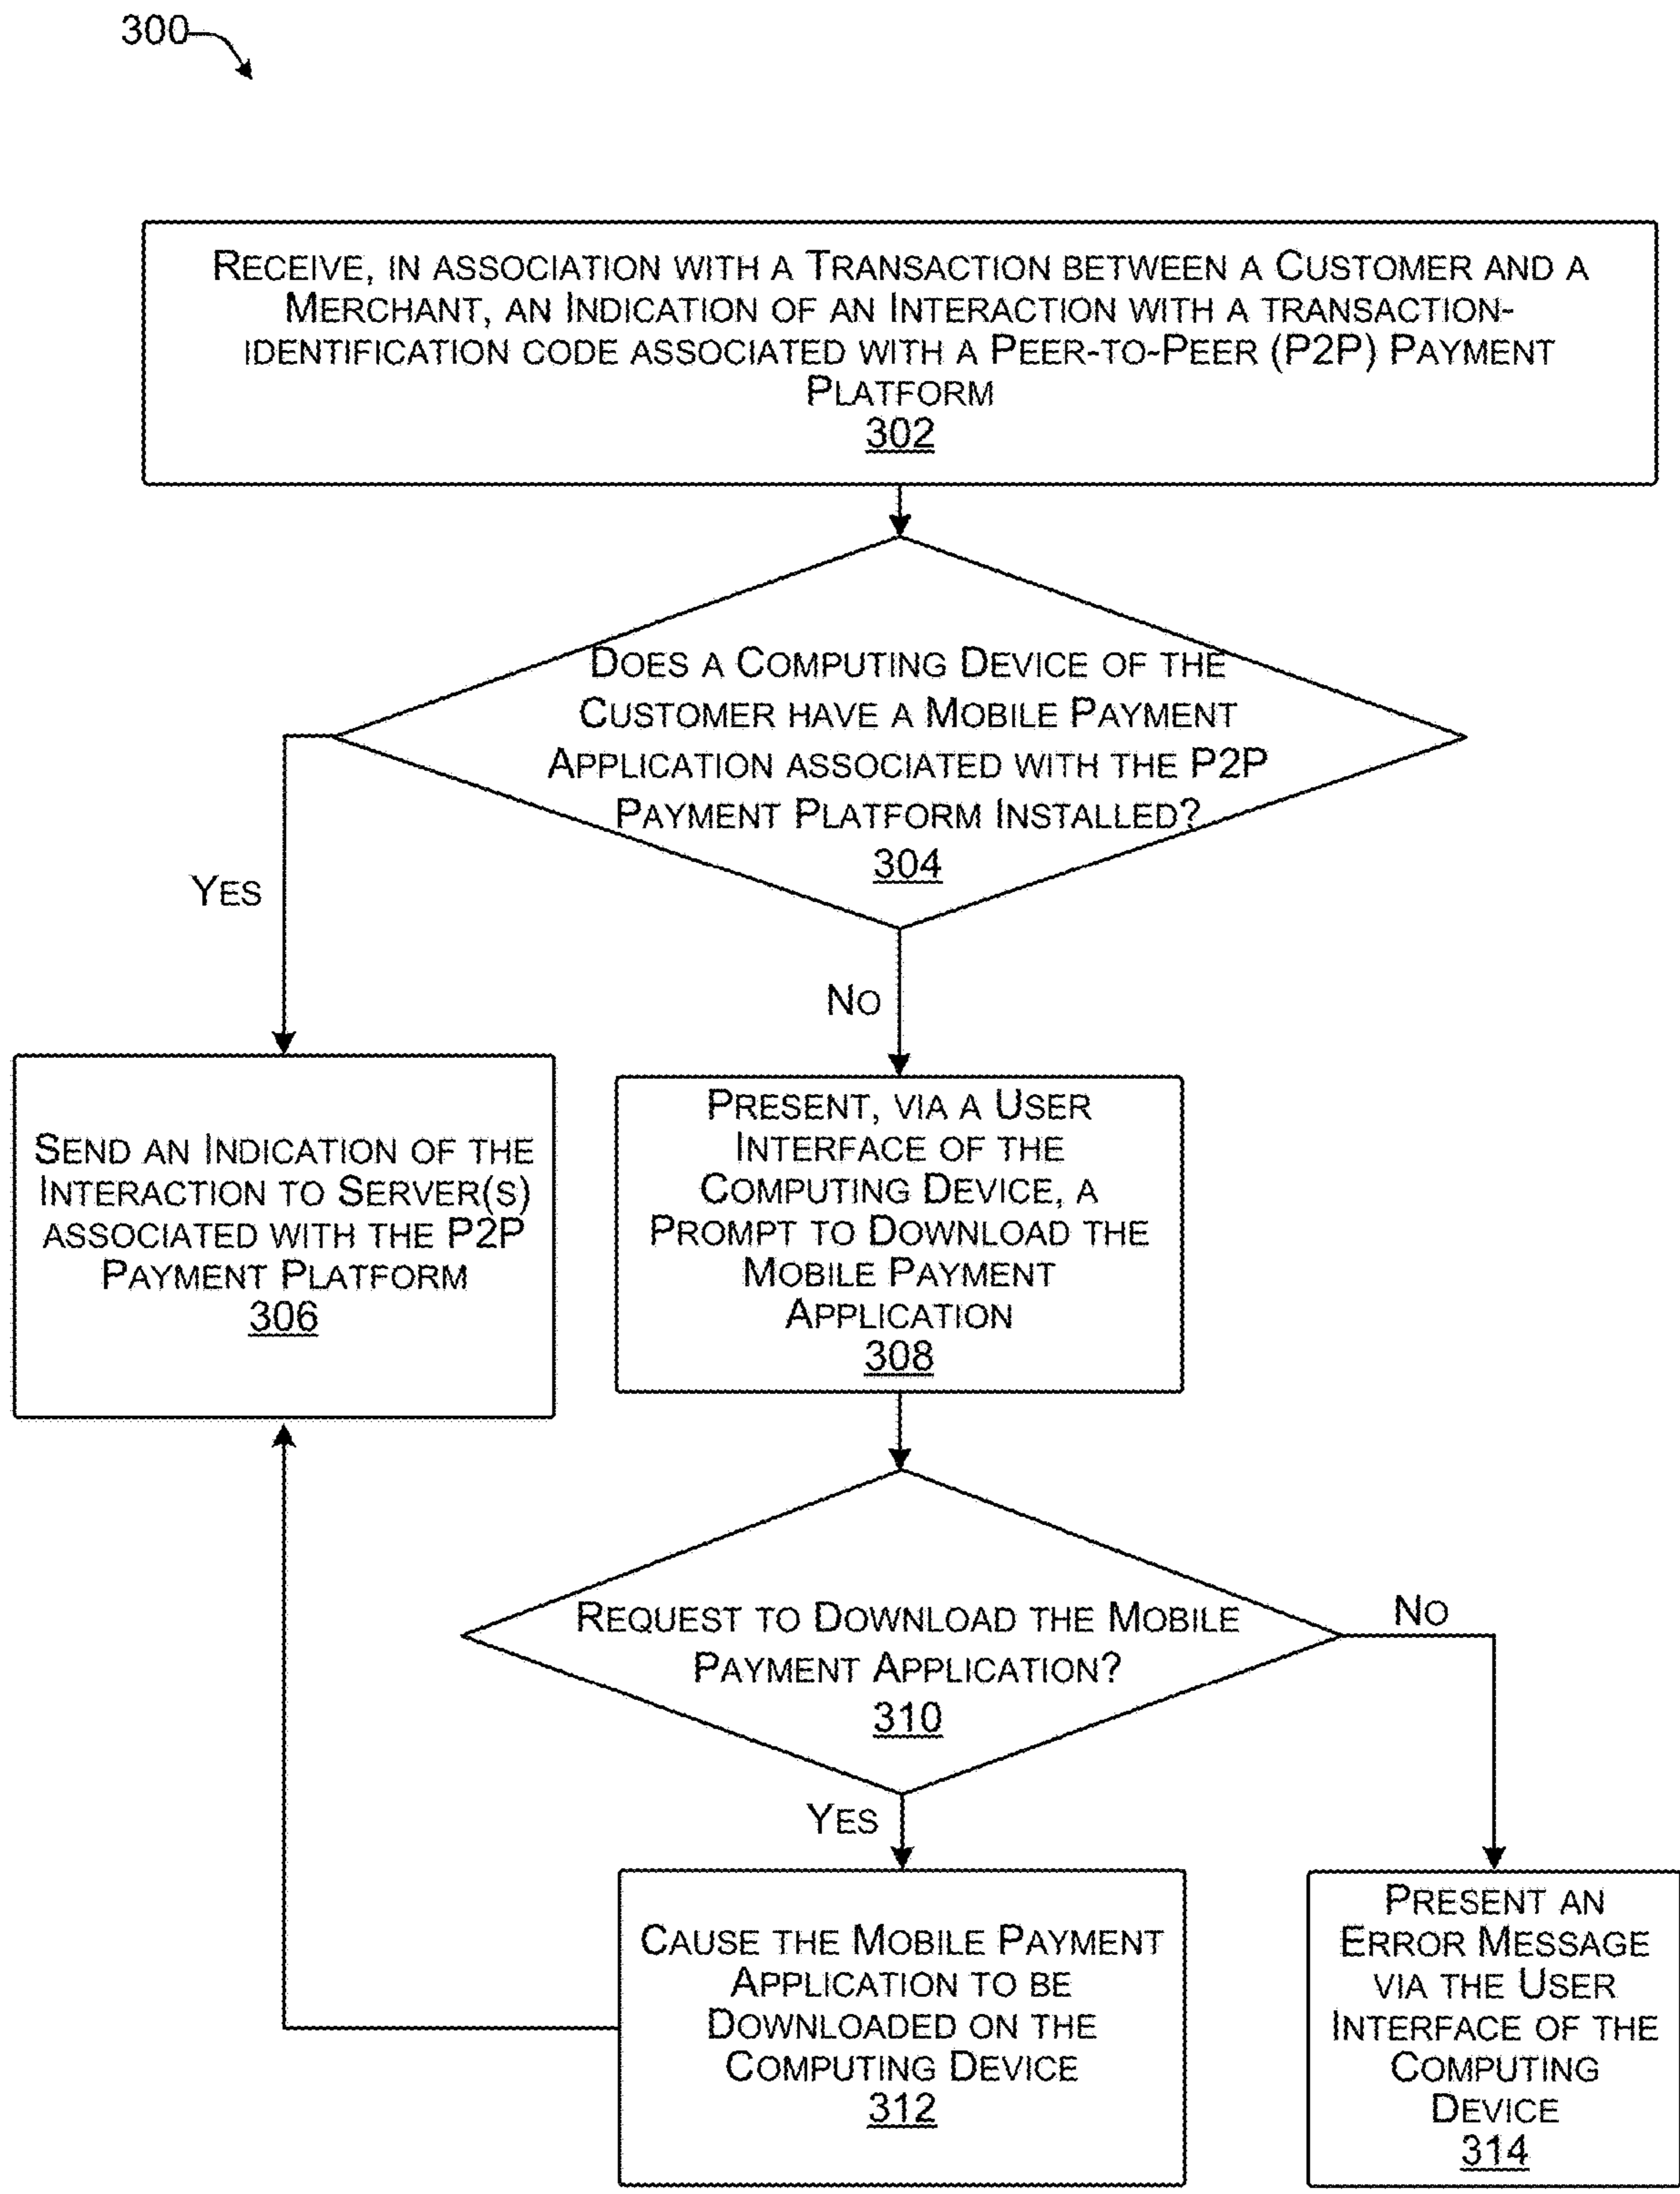 300
RECEIVE, IN ASSOCIATION WITH A TRANSACTION BETWEEN A CUSTOMER AND A
MERCHANT, AN INDICATION OF AN INTERACTION WITH A TRANSACTION-
IDENTIFICATION CODE ASSOCIATED WITH A PEER-TO-PEER (P2P) PAYMENT
PLATFORM
302
DOES A COMPUTING DEVICE OF THE
CUSTOMER HAVE A MOBILE PAYMENT
APPLICATION ASSOCIATED WITH THE P2P
PAYMENT PLATFORM INSTALLED?
304
YES
NO
SEND AN INDICATION OF THE
INTERACTION TO SERVER(S)
ASSOCIATED WITH THE P2P
PAYMENT PLATFORM
306
PRESENT, VIA A USER
INTERFACE OF THE
COMPUTING DEVICE, A
PROMPT TO DOWNLOAD THE
MOBILE PAYMENT
APPLICATION
308
REQUEST TO DOWNLOAD THE MOBILE
PAYMENT APPLICATION?
310
NO
YES
CAUSE THE MOBILE PAYMENT
APPLICATION TO BE
DOWNLOADED ON THE
COMPUTING DEVICE
312
PRESENT AN
ERROR MESSAGE
VIA THE USER
INTERFACE OF THE
COMPUTING
DEVICE
314